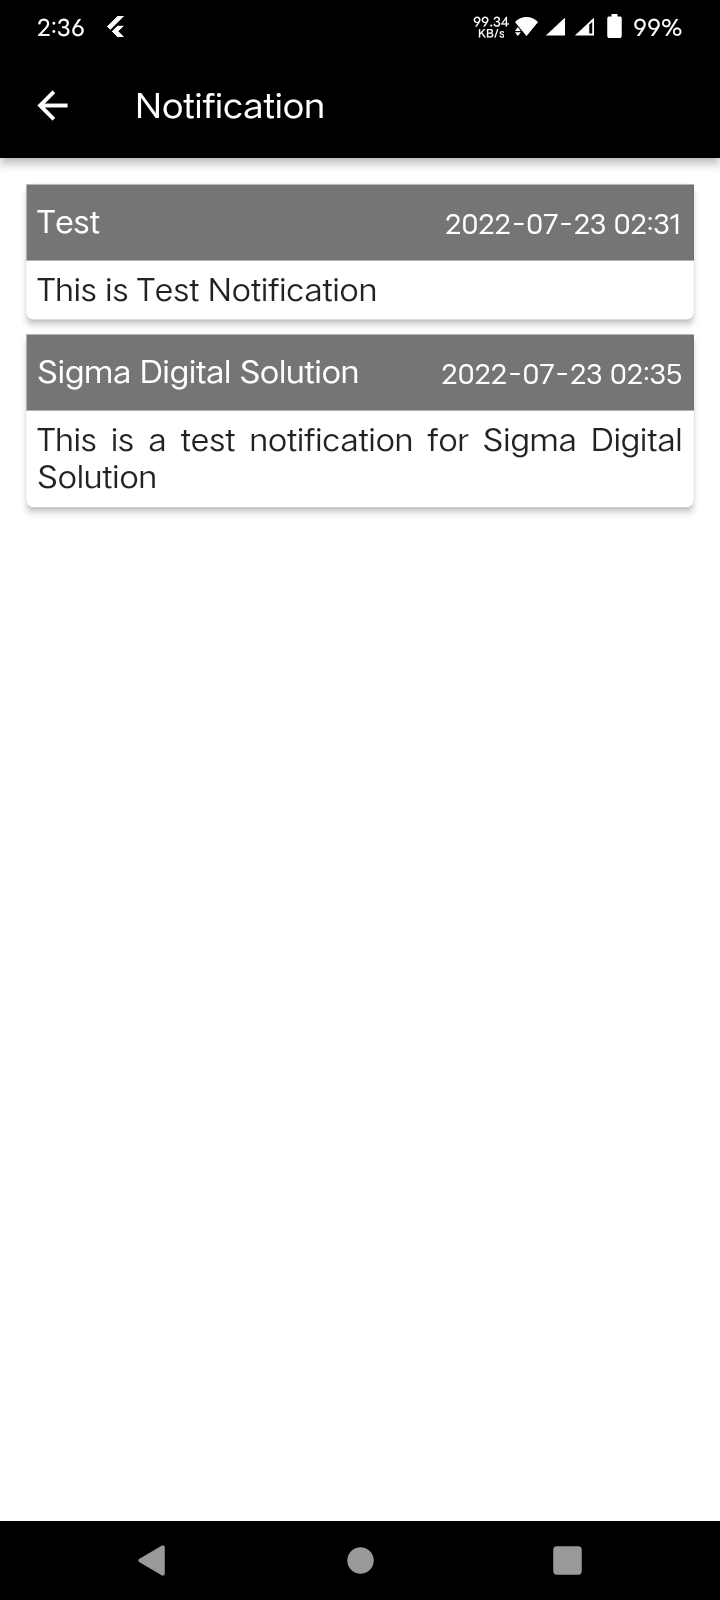 2:36
99.34
KB/s
99%
Notification
Test
2022-07-23 02:31
This is Test Notification
Sigma Digital Solution
2022-07-23 02:35
This is a test notification for Sigma Digital
Solution